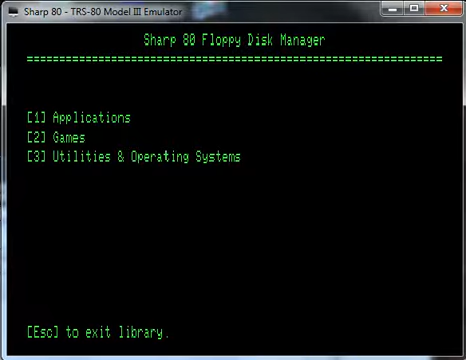 Sharp 80 - TRS-80 Model III Emulator
Sharp 80 Floppy Disk Manager
================================================================
[1] Applications
[2] Games
[3] Utilities & Operating Systems
[Esc] to exit library.